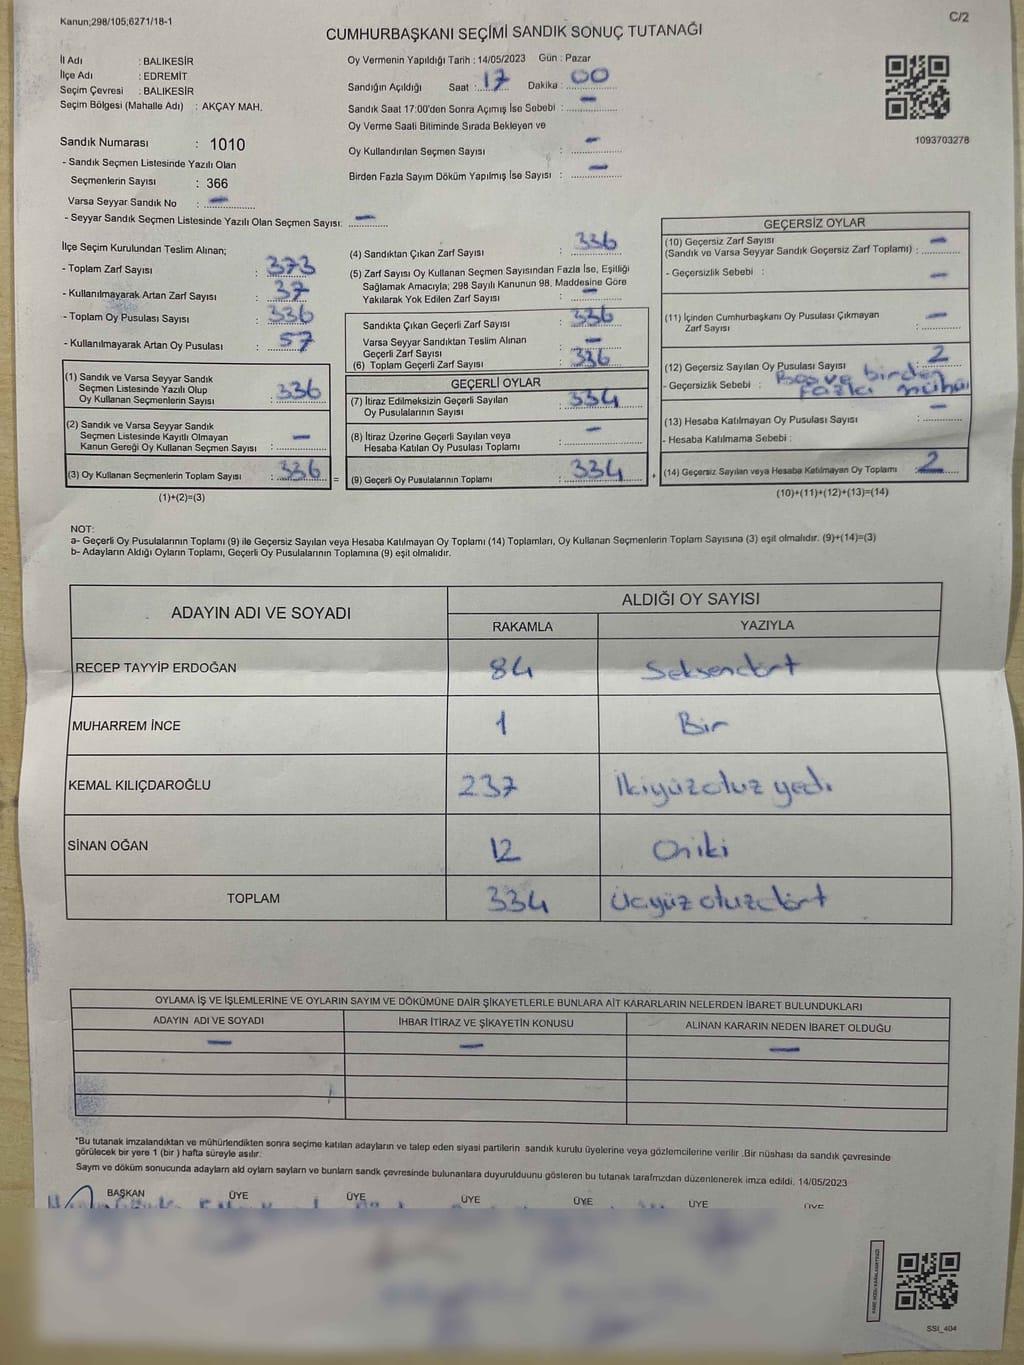 Kanun;298/105;6271/18-1
C/2
CUMHURBAŞKANI SEÇİMİ SANDIK SONUÇ TUTANAĞI
İl Adı : BALIKESİR
İlçe Adı : EDREMİT
Seçim Çevresi : BALIKESİR
Seçim Bölgesi (Mahalle Adı) : AKÇAY MAH.
Sandık Numarası : 1010
- Sandık Seçmen Listesinde Yazılı Olan
Seçmenlerin Sayısı : 366
Varsa Seyyar Sandık No : —
- Seyyar Sandık Seçmen Listesinde Yazılı Olan Seçmen Sayısı: —
Oy Vermenin Yapıldığı Tarih : 14/05/2023 Gün : Pazar
Sandığın Açıldığı Saat : 17 Dakika : 00
Sandık Saat 17:00'den Sonra Açımış İse Sebebi : —
Oy Verme Saati Bitiminde Sırada Bekleyen ve
Oy Kullandırılan Seçmen Sayısı : —
Birden Fazla Sayım Döküm Yapılmış İse Sayısı : —
1093703278
İlçe Seçim Kurulundan Teslim Alınan;
- Toplam Zarf Sayısı : 373
- Kullanılmayarak Artan Zarf Sayısı : 37
- Toplam Oy Pusulası Sayısı : 336
- Kullanılmayarak Artan Oy Pusulası : 57
(1) Sandık ve Varsa Seyyar Sandık
Seçmen Listesinde Yazılı Olup
Oy Kullanan Seçmenlerin Sayısı : 336
(2) Sandık ve Varsa Seyyar Sandık
Seçmen Listesinde Kayıtlı Olmayan
Kanun Gereği Oy Kullanan Seçmen Sayısı : —
(3) Oy Kullanan Seçmenlerin Toplam Sayısı : 336
(1)+(2)=(3)
(4) Sandıktan Çıkan Zarf Sayısı : 336
(5) Zarf Sayısı Oy Kullanan Seçmen Sayısından Fazla İse, Eşitliği
Sağlamak Amacıyla; 298 Sayılı Kanunun 98. Maddesine Göre
Yakılarak Yok Edilen Zarf Sayısı : —
Sandıkta Çıkan Geçerli Zarf Sayısı : 336
Varsa Seyyar Sandıktan Teslim Alınan
Geçerli Zarf Sayısı : —
(6) Toplam Geçerli Zarf Sayısı : 336
GEÇERLİ OYLAR
(7) İtiraz Edilmeksizin Geçerli Sayılan
Oy Pusulalarının Sayısı : 334
(8) İtiraz Üzerine Geçerli Sayılan veya
Hesaba Katılan Oy Pusulası Toplamı : —
= (9) Geçerli Oy Pusulalarının Toplamı : 334 +
GEÇERSİZ OYLAR
(10) Geçersiz Zarf Sayısı
(Sandık ve Varsa Seyyar Sandık Geçersiz Zarf Toplamı) : —
- Geçersizlik Sebebi : —
(11) İçinden Cumhurbaşkanı Oy Pusulası Çıkmayan
Zarf Sayısı : —
(12) Geçersiz Sayılan Oy Pusulası Sayısı : 2
- Geçersizlik Sebebi : Boş ve birden
fazla mühür
(13) Hesaba Katılmayan Oy Pusulası Sayısı : —
- Hesaba Katılmama Sebebi :
(14) Geçersiz Sayılan veya Hesaba Katılmayan Oy Toplamı : 2
(10)+(11)+(12)+(13)=(14)
NOT:
a- Geçerli Oy Pusulalarının Toplamı (9) ile Geçersiz Sayılan veya Hesaba Katılmayan Oy Toplamı (14) Toplamları, Oy Kullanan Seçmenlerin Toplam Sayısına (3) eşit olmalıdır. (9)+(14)=(3)
b- Adayların Aldığı Oyların Toplamı, Geçerli Oy Pusulalarının Toplamına (9) eşit olmalıdır.
ADAYIN ADI VE SOYADI ALDIĞI OY SAYISI
RAKAMLA YAZIYLA
RECEP TAYYİP ERDOĞAN 84 Seksendört
MUHARREM İNCE 1 Bir
KEMAL KILIÇDAROĞLU 237 İkiyüzotuz yedi
SİNAN OĞAN 12 Oniki
TOPLAM 334 Üçyüz otuzdört
OYLAMA İŞ VE İŞLEMLERİNE VE OYLARIN SAYIM VE DÖKÜMÜNE DAİR ŞİKAYETLERLE BUNLARA AİT KARARLARIN NELERDEN İBARET BULUNDUKLARI
ADAYIN ADI VE SOYADI İHBAR İTİRAZ VE ŞİKAYETİN KONUSU ALINAN KARARIN NEDEN İBARET OLDUĞU
— — —
*Bu tutanak imzalandıktan ve mühürlendikten sonra seçime katılan adayların ve talep eden siyasi partilerin sandık kurulu üyelerine veya gözlemcilerine verilir .Bir nüshası da sandık çevresinde
görülecek bir yere 1 (bir ) hafta süreyle asılır.
Sayım ve döküm sonucunda adayların aldı oyların sayların ve bunların sandk çevresinde bulunanlara duyurulduunu gösteren bu tutanak tarafmzdan düzenlenerek imza edildi. 14/05/2023
BAŞKAN ÜYE ÜYE ÜYE ÜYE ÜYE ÜYE
SSI_404